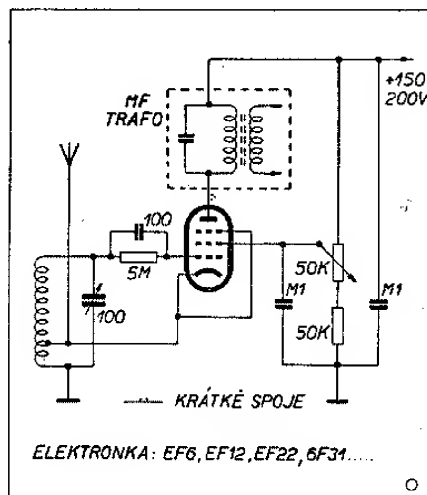 MF
TRAFO
+150
200V
100
5M
100
M1
50K
50K
M1
KRÁTKÉ SPOJE
ELEKTRONKA: EF6, EF12, EF22, 6F31.....